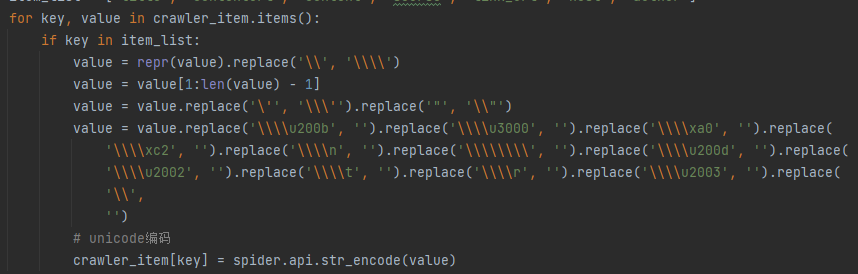 for key, value in crawler_item.items():
if key in item_list:
value = repr(value).replace('\\', '\\\\')
value = value[1:len(value) - 1]
value = value.replace('\'', '\\\'').replace('"', '\\"')
value = value.replace('\\\\u200b', '').replace('\\\\u3000', '').replace('\\\\xa0', '').replace(
'\\\\xc2', '').replace('\\\\n', '').replace('\\\\\\\\', '').replace('\\\\u200d', '').replace(
'\\\\u2002', '').replace('\\\\t', '').replace('\\\\r', '').replace('\\\\u2003', '').replace(
'\\',
'')
# unicode编码
crawler_item[key] = spider.api.str_encode(value)